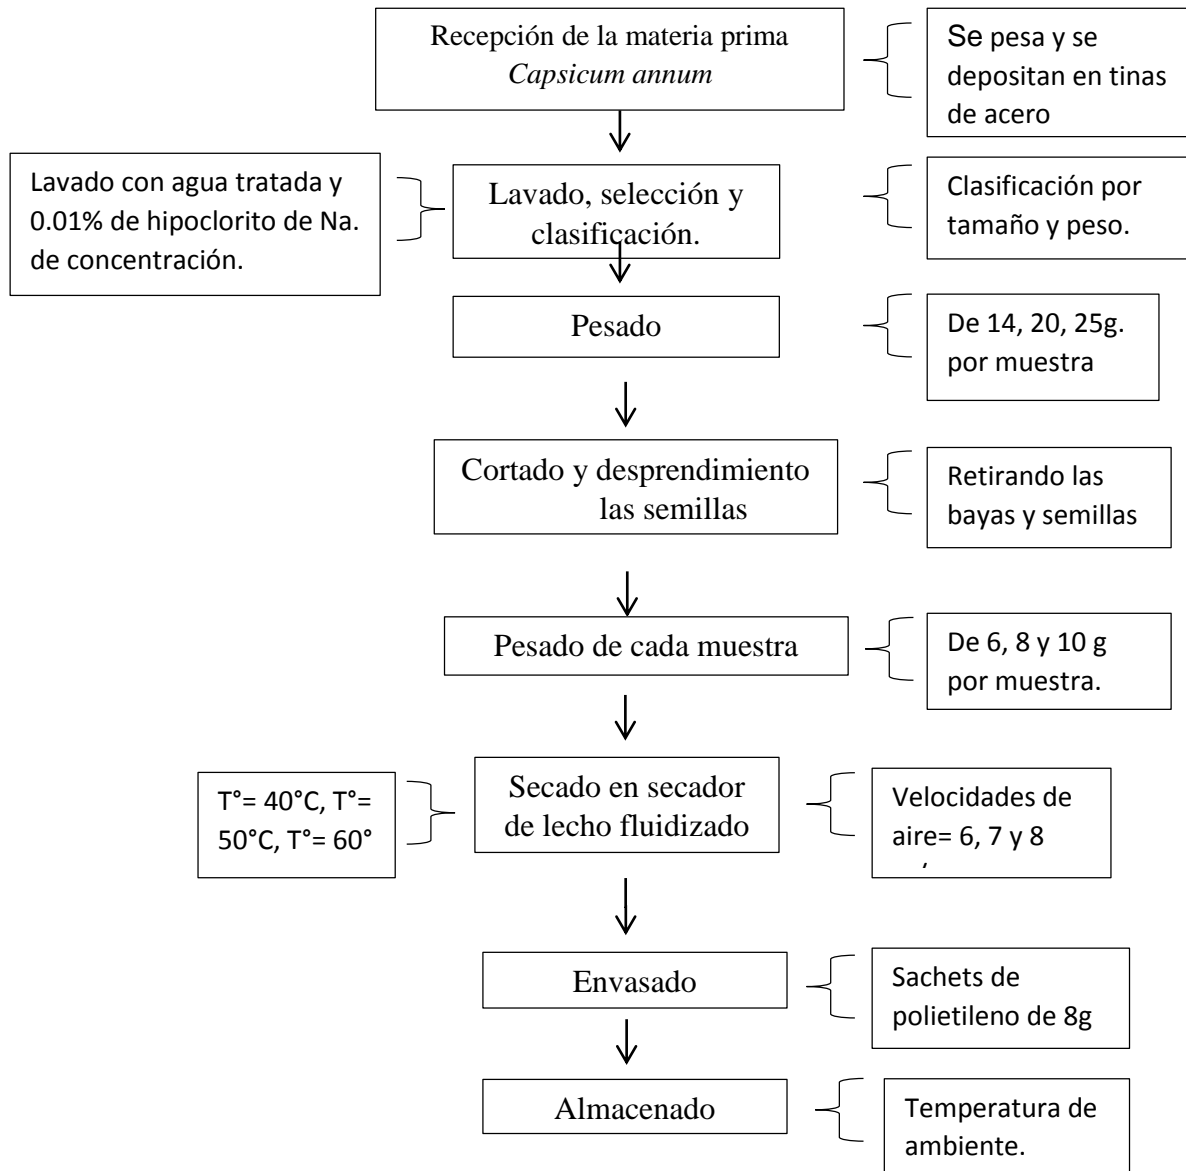 Recepción de la materia prima
Capsicum annum
Se pesa y se
depositan en tinas
de acero
Lavado con agua tratada y
0.01% de hipoclorito de Na.
de concentración.
Lavado, selección y
clasificación.
Clasificación por
tamaño y peso.
Pesado
De 14, 20, 25g.
por muestra
Cortado y desprendimiento
las semillas
Retirando las
bayas y semillas
Pesado de cada muestra
De 6, 8 y 10 g
por muestra.
T°= 40°C, T°=
50°C, T°= 60°
Secado en secador
de lecho fluidizado
Velocidades de
aire= 6, 7 y 8
Envasado
Sachets de
polietileno de 8g
Almacenado
Temperatura de
ambiente.